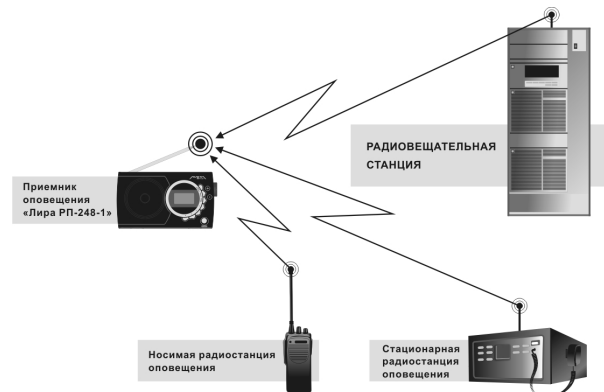 РАДИОВЕЩАТЕЛЬНАЯ
СТАНЦИЯ
Приемник
оповещения
«Лира РП-248-1»
Носимая радиостанция
оповещения
Стационарная
радиостанция
оповещения